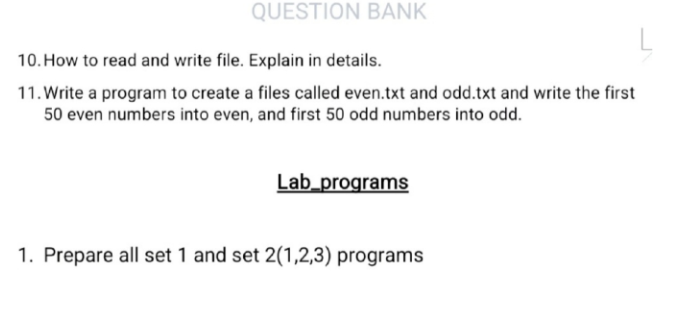 QUESTION BANK
10. How to read and write file. Explain in details.
11. Write a program to create a files called even.txt and odd.txt and write the first
50 even numbers into even, and first 50 odd numbers into odd.
Lab_programs
1. Prepare all set 1 and set 2(1,2,3) programs